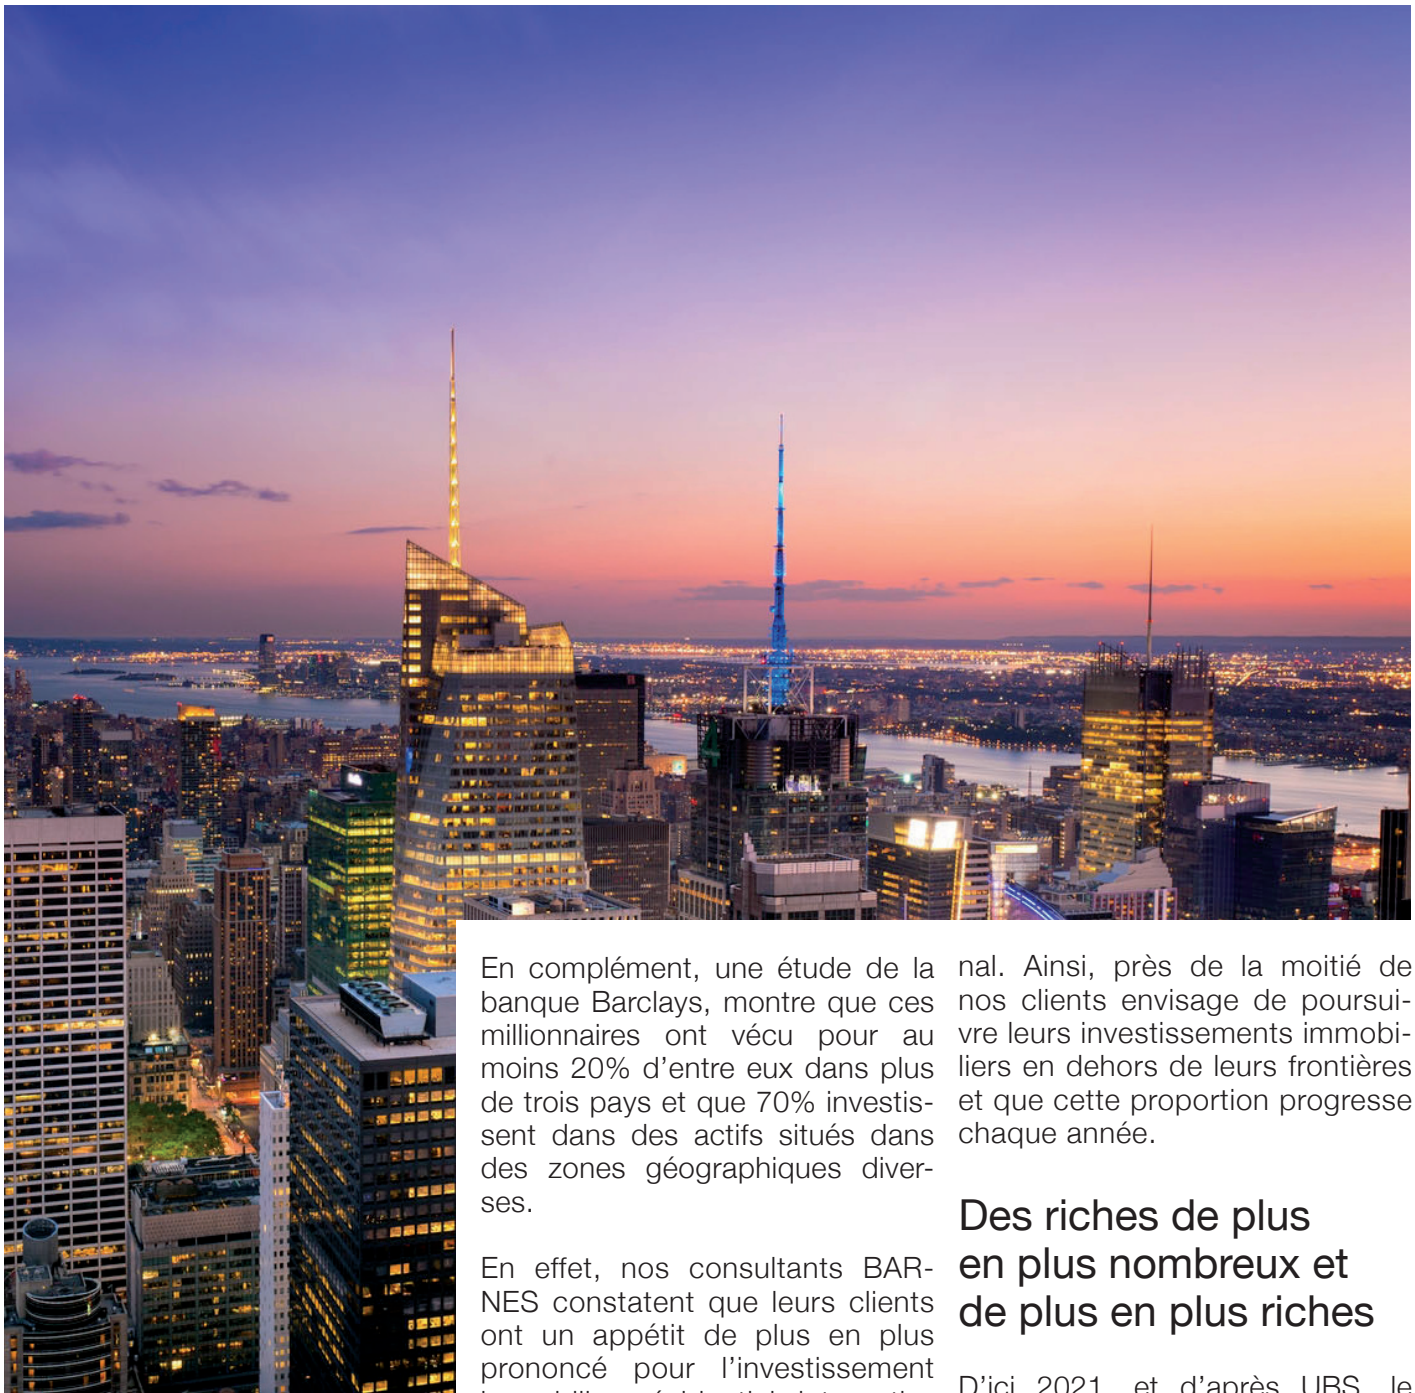 En complément, une étude de la
banque Barclays, montre que ces
millionnaires ont vécu pour au
moins 20% d'entre eux dans plus
de trois pays et que 70% investis-
sent dans des actifs situés dans
des zones géographiques diver-
ses.
En effet, nos consultants BAR-
NES constatent que leurs clients
ont un appétit de plus en plus
prononcé pour l'investissement
nal. Ainsi, près de la moitié de
nos clients envisage de poursui-
vre leurs investissements immobi-
liers en dehors de leurs frontières
et que cette proportion progresse
chaque année.
Des riches de plus
en plus nombreux et
de plus en plus riches
D'ici 2021, et d'après UBS, le